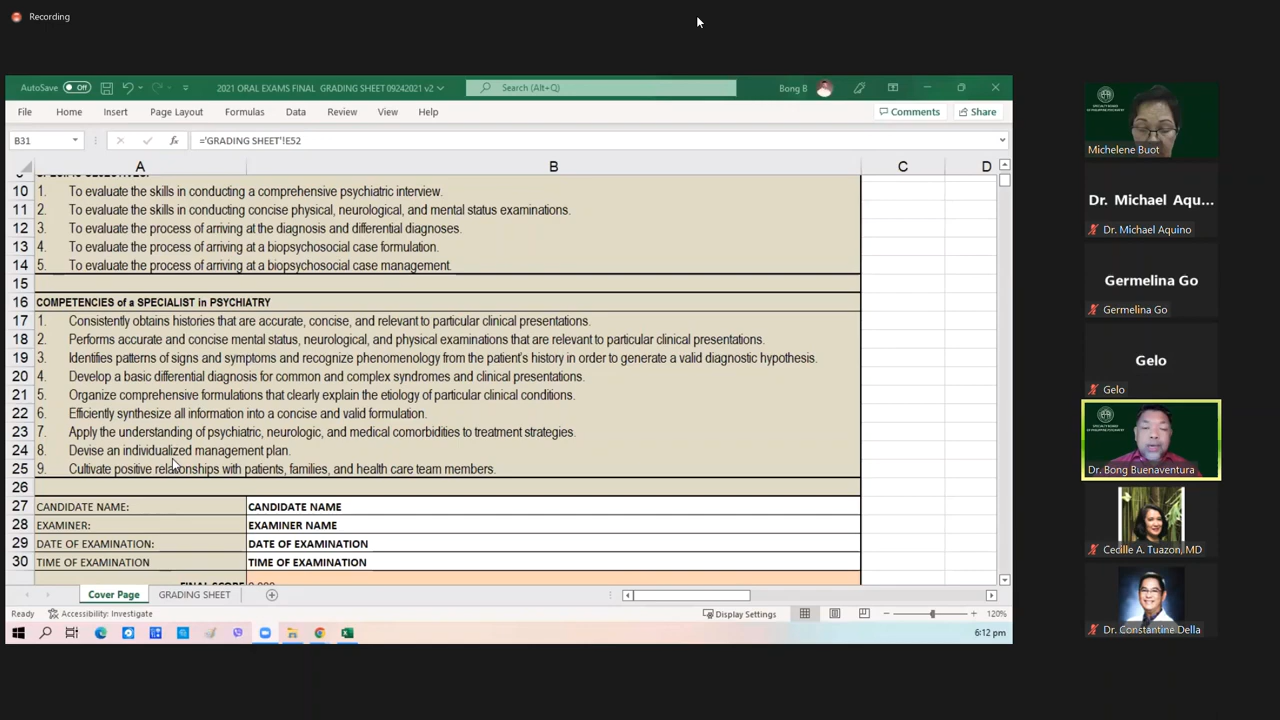 Recording
AutoSave Off 2021 ORAL EXAMS FINAL GRADING SHEET 09242021 v2 Search (Alt+Q) Bong B
File Home Insert Page Layout Formulas Data Review View Help Comments Share
B31 fx ='GRADING SHEET'!E52
A B C D
10 1. To evaluate the skills in conducting a comprehensive psychiatric interview.
11 2. To evaluate the skills in conducting concise physical, neurological, and mental status examinations.
12 3. To evaluate the process of arriving at the diagnosis and differential diagnoses.
13 4. To evaluate the process of arriving at a biopsychosocial case formulation.
14 5. To evaluate the process of arriving at a biopsychosocial case management.
15
16 COMPETENCIES of a SPECIALIST in PSYCHIATRY
17 1. Consistently obtains histories that are accurate, concise, and relevant to particular clinical presentations.
18 2. Performs accurate and concise mental status, neurological, and physical examinations that are relevant to particular clinical presentations.
19 3. Identifies patterns of signs and symptoms and recognize phenomenology from the patient's history in order to generate a valid diagnostic hypothesis.
20 4. Develop a basic differential diagnosis for common and complex syndromes and clinical presentations.
21 5. Organize comprehensive formulations that clearly explain the etiology of particular clinical conditions.
22 6. Efficiently synthesize all information into a concise and valid formulation.
23 7. Apply the understanding of psychiatric, neurologic, and medical comorbidities to treatment strategies.
24 8. Devise an individualized management plan.
25 9. Cultivate positive relationships with patients, families, and health care team members.
26
27 CANDIDATE NAME: CANDIDATE NAME
28 EXAMINER: EXAMINER NAME
29 DATE OF EXAMINATION: DATE OF EXAMINATION
30 TIME OF EXAMINATION TIME OF EXAMINATION
FINAL SCORE 0.000
Cover Page GRADING SHEET
Ready Accessibility: Investigate Display Settings 120%
6:12 pm
Michelene Buot
Dr. Michael Aqu...
Dr. Michael Aquino
Germelina Go
Germelina Go
Gelo
Gelo
Dr. Bong Buenaventura
Cecille A. Tuazon, MD
Dr. Constantine Della